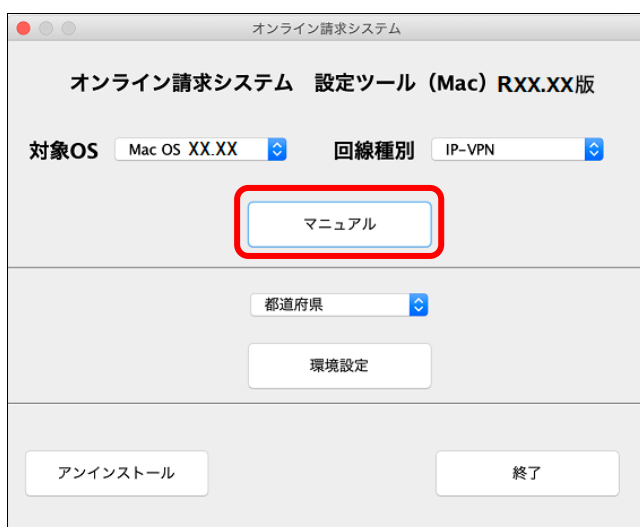 オンライン請求システム
オンライン請求システム　設定ツール（Mac）RXX.XX版
対象OS Mac OS XX.XX 回線種別 IP-VPN
マニュアル
都道府県
環境設定
アンインストール 終了